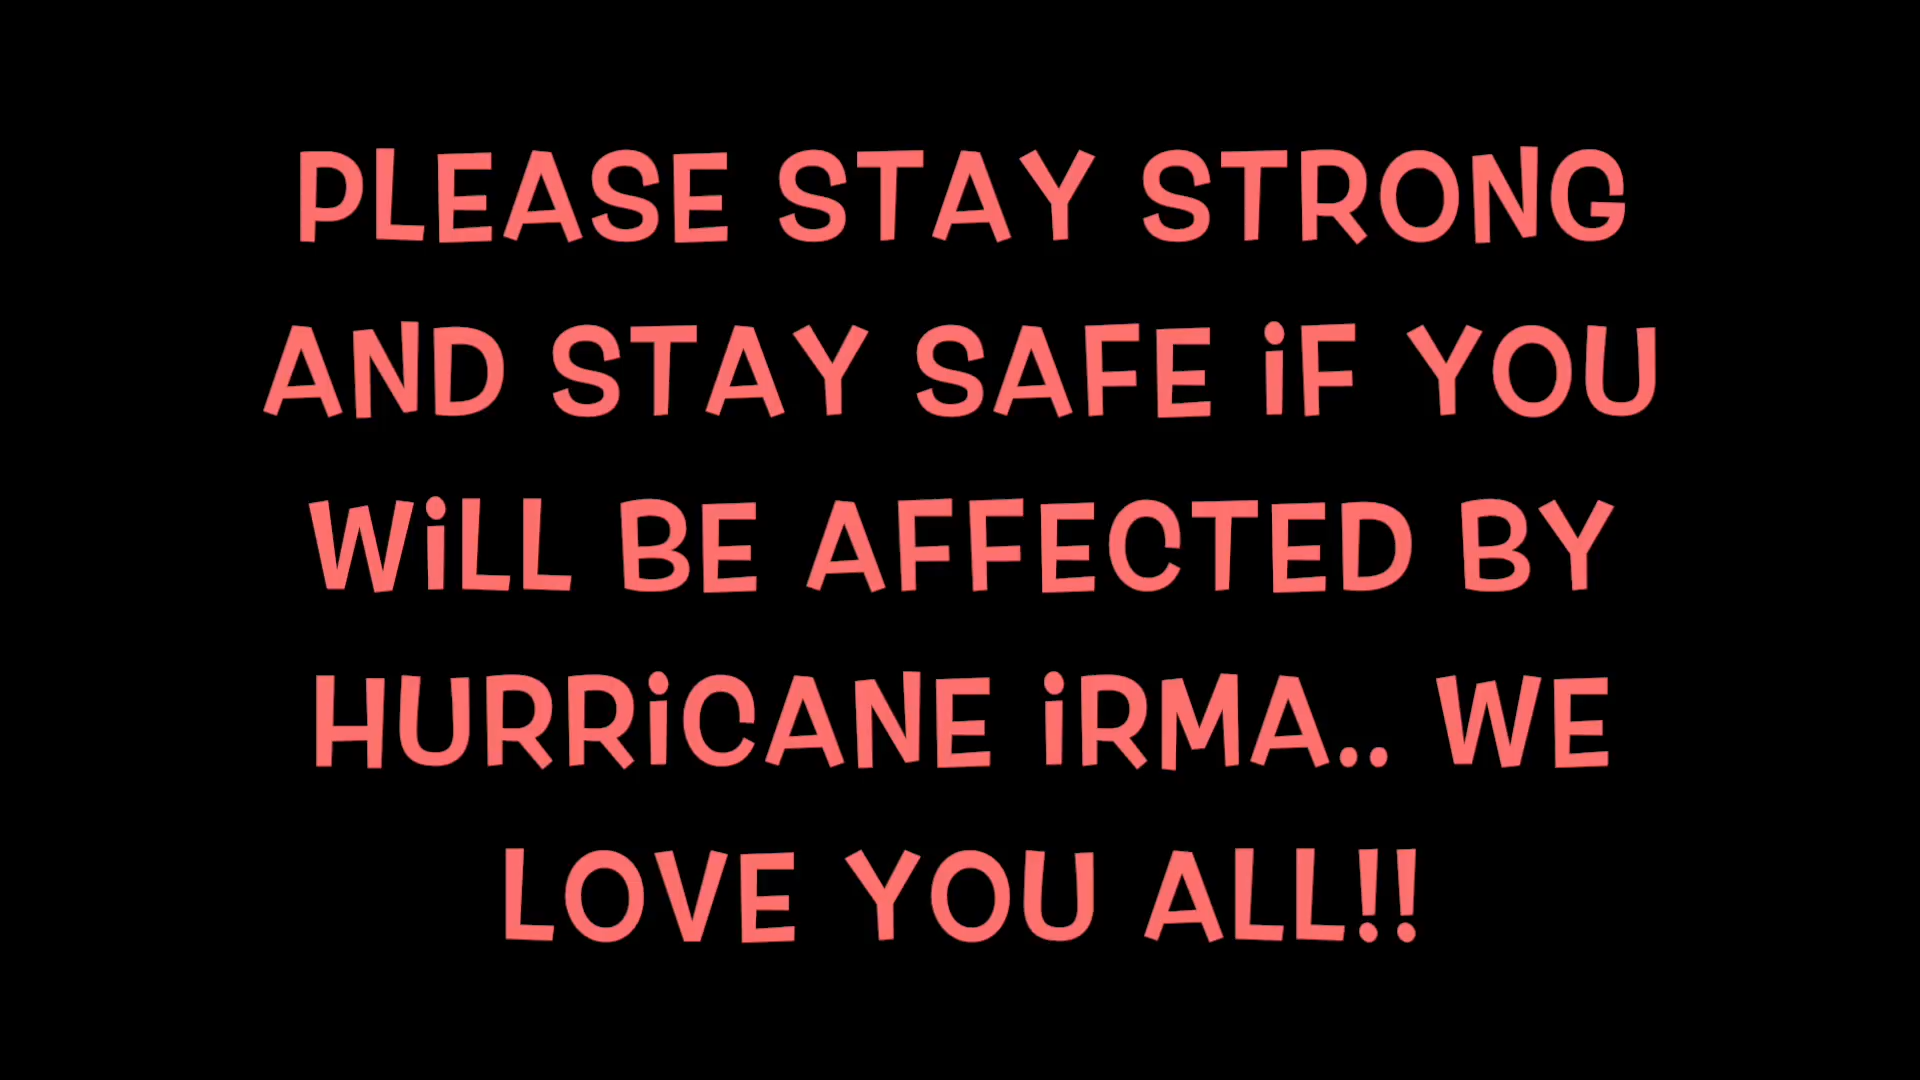 PLEASE STAY STRONG
AND STAY SAFE iF YOU
WiLL BE AFFECTED BY
HURRiCANE iRMA.. WE
LOVE YOU ALL!!